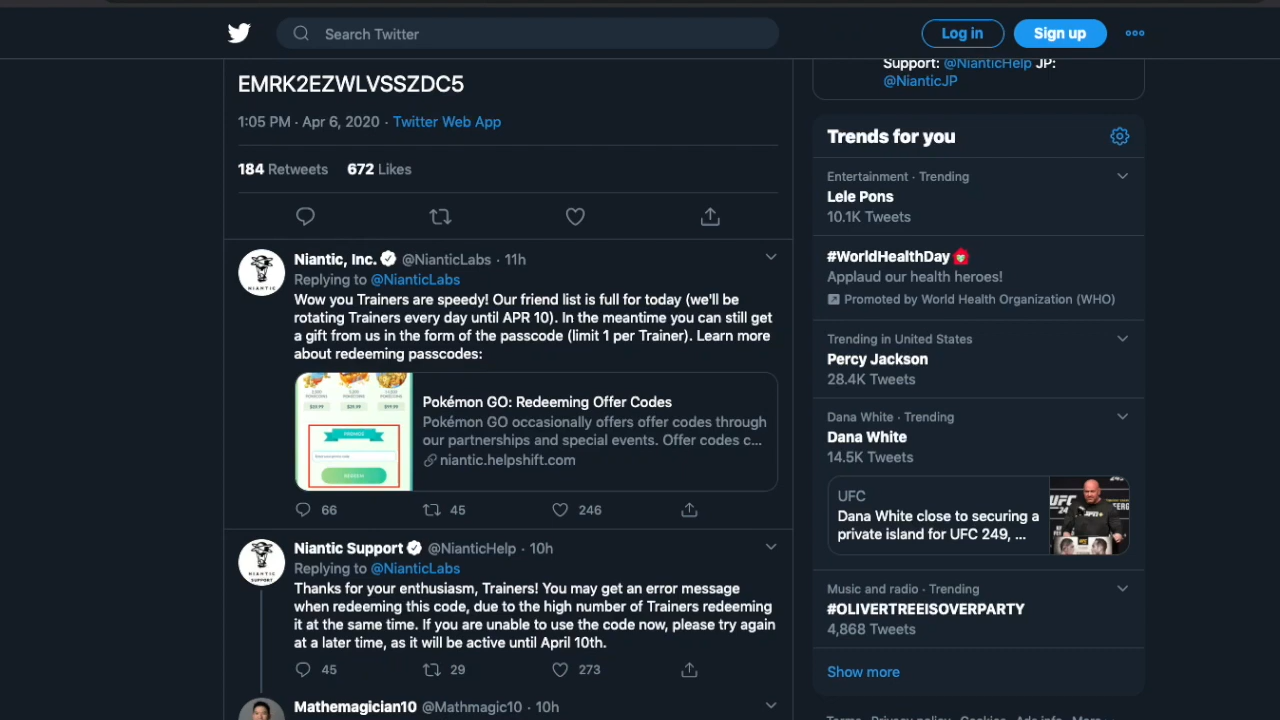 Search Twitter
Log in
Sign up
EMRK2EZWLVSSZDC5
1:05 PM · Apr 6, 2020 · Twitter Web App
184 Retweets 672 Likes
Niantic, Inc. @NianticLabs · 11h
Replying to @NianticLabs
Wow you Trainers are speedy! Our friend list is full for today (we'll be
rotating Trainers every day until APR 10). In the meantime you can still get
a gift from us in the form of the passcode (limit 1 per Trainer). Learn more
about redeeming passcodes:
PROMOS
REDEEM
Pokémon GO: Redeeming Offer Codes
Pokémon GO occasionally offers offer codes through
our partnerships and special events. Offer codes c...
niantic.helpshift.com
66 45 246
Niantic Support @NianticHelp · 10h
Replying to @NianticLabs
Thanks for your enthusiasm, Trainers! You may get an error message
when redeeming this code, due to the high number of Trainers redeeming
it at the same time. If you are unable to use the code now, please try again
at a later time, as it will be active until April 10th.
45 29 273
Mathemagician10 @Mathmagic10 · 10h
Support: @NianticHelp JP:
@NianticJP
Trends for you
Entertainment · Trending
Lele Pons
10.1K Tweets
#WorldHealthDay
Applaud our health heroes!
Promoted by World Health Organization (WHO)
Trending in United States
Percy Jackson
28.4K Tweets
Dana White · Trending
Dana White
14.5K Tweets
UFC
Dana White close to securing a
private island for UFC 249, ...
Music and radio · Trending
#OLIVERTREEISOVERPARTY
4,868 Tweets
Show more
Terms Privacy policy Cookies Ads info More